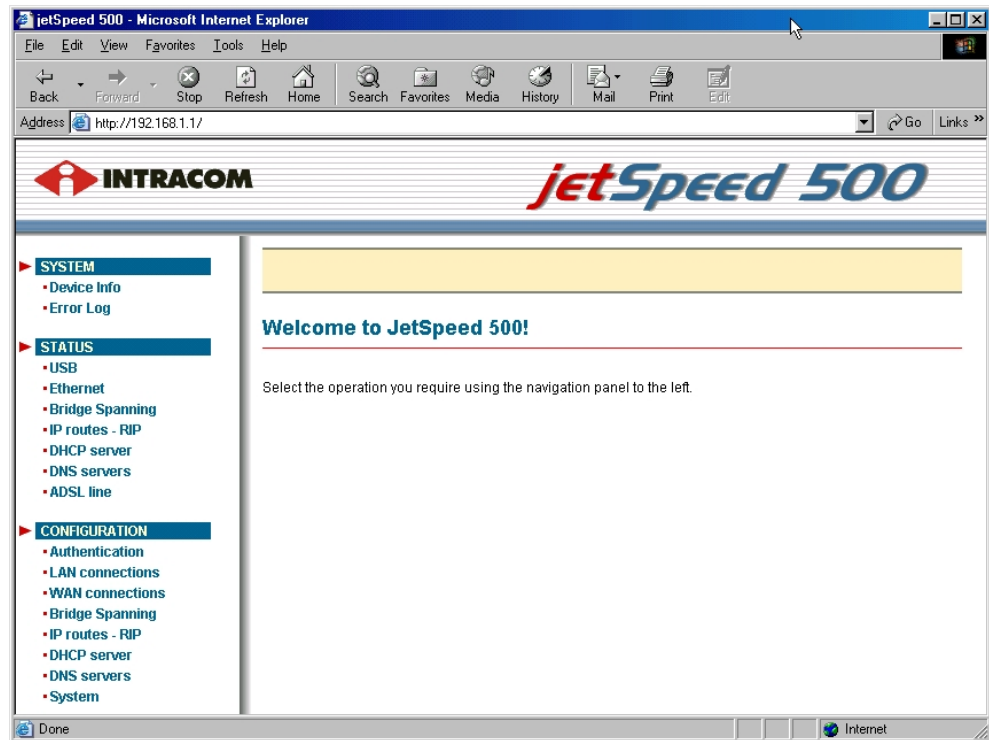 jetSpeed 500 - Microsoft Internet Explorer
File Edit View Favorites Tools Help
Back Forward Stop Refresh Home Search Favorites Media History Mail Print Edit
Address http://192.168.1.1/ Go Links »
INTRACOM jetSpeed 500
SYSTEM
Device Info
Error Log
STATUS
USB
Ethernet
Bridge Spanning
IP routes - RIP
DHCP server
DNS servers
ADSL line
CONFIGURATION
Authentication
LAN connections
WAN connections
Bridge Spanning
IP routes - RIP
DHCP server
DNS servers
System
Welcome to JetSpeed 500!
Select the operation you require using the navigation panel to the left.
Done Internet